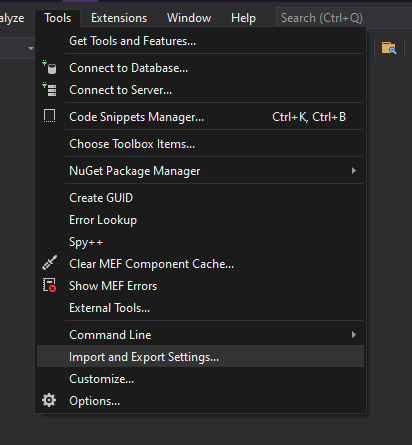 alyze Tools Extensions Window Help Search (Ctrl+Q)
Get Tools and Features...
Connect to Database...
Connect to Server...
Code Snippets Manager... Ctrl+K, Ctrl+B
Choose Toolbox Items...
NuGet Package Manager
Create GUID
Error Lookup
Spy++
Clear MEF Component Cache...
Show MEF Errors
External Tools...
Command Line
Import and Export Settings...
Customize...
Options...